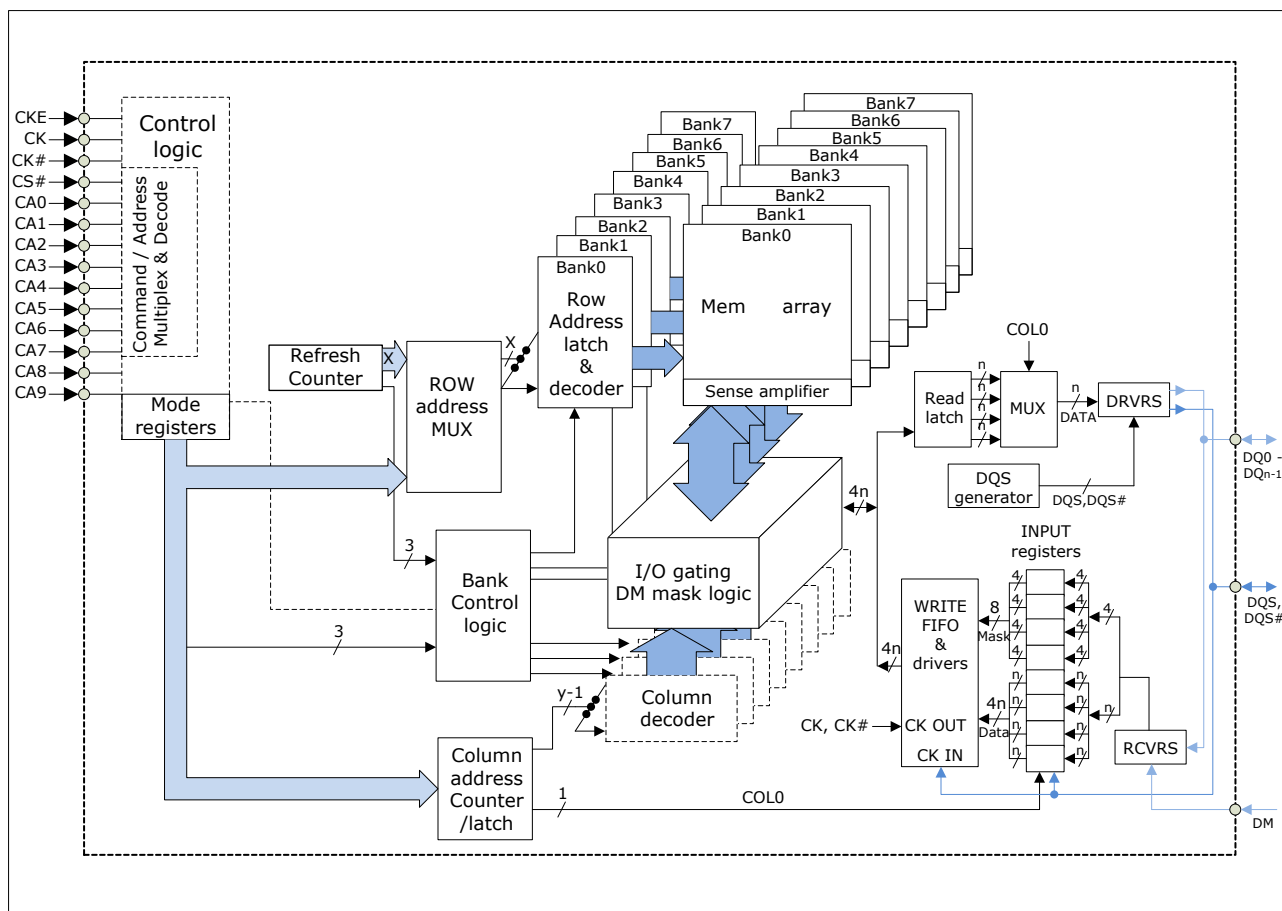 CKE
CK
CK#
CS#
CA0
CA1
CA2
CA3
CA4
CA5
CA6
CA7
CA8
CA9
Control
logic
Command / Address
Multiplex & Decode
Mode
registers
Refresh
Counter
X
ROW
address
MUX
X
3
3
Bank
Control
logic
Column
address
Counter
/latch
y-1
1
COL0
Bank7
Bank6
Bank5
Bank4
Bank3
Bank2
Bank1
Bank0
Row
Address
latch
&
decoder
Bank7
Bank6
Bank5
Bank4
Bank3
Bank2
Bank1
Bank0
Mem array
Sense amplifier
I/O gating
DM mask logic
Column
decoder
4n
4n
Read
latch
n
n
n
n
COL0
MUX
n
DATA
DRVRS
DQS
generator
DQS,DQS#
INPUT
registers
WRITE
FIFO
&
drivers
CK OUT
CK IN
CK, CK#
8
Mask
4n
Data
4
4
4
4
n
n
n
n
4
4
4
4
n
n
n
n
4
n
RCVRS
DQ0 -
DQn-1
DQS,
DQS#
DM